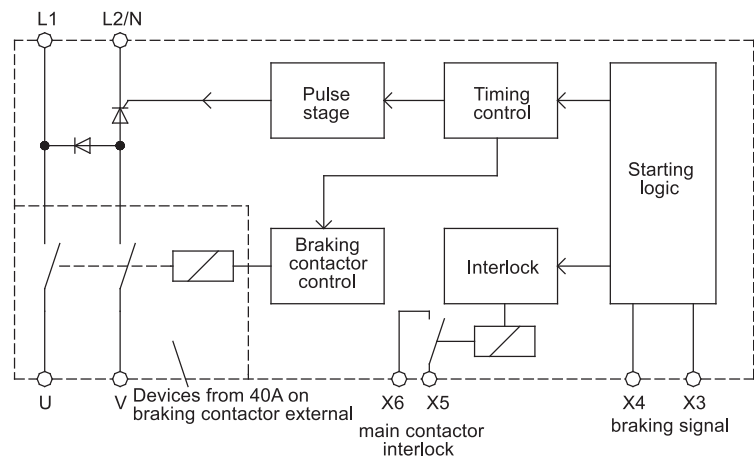 L1
L2/N
Pulse
stage
Timing
control
Starting
logic
Braking
contactor
control
Interlock
U
V
Devices from 40A on
braking contactor external
X6
X5
main contactor
interlock
X4
X3
braking signal